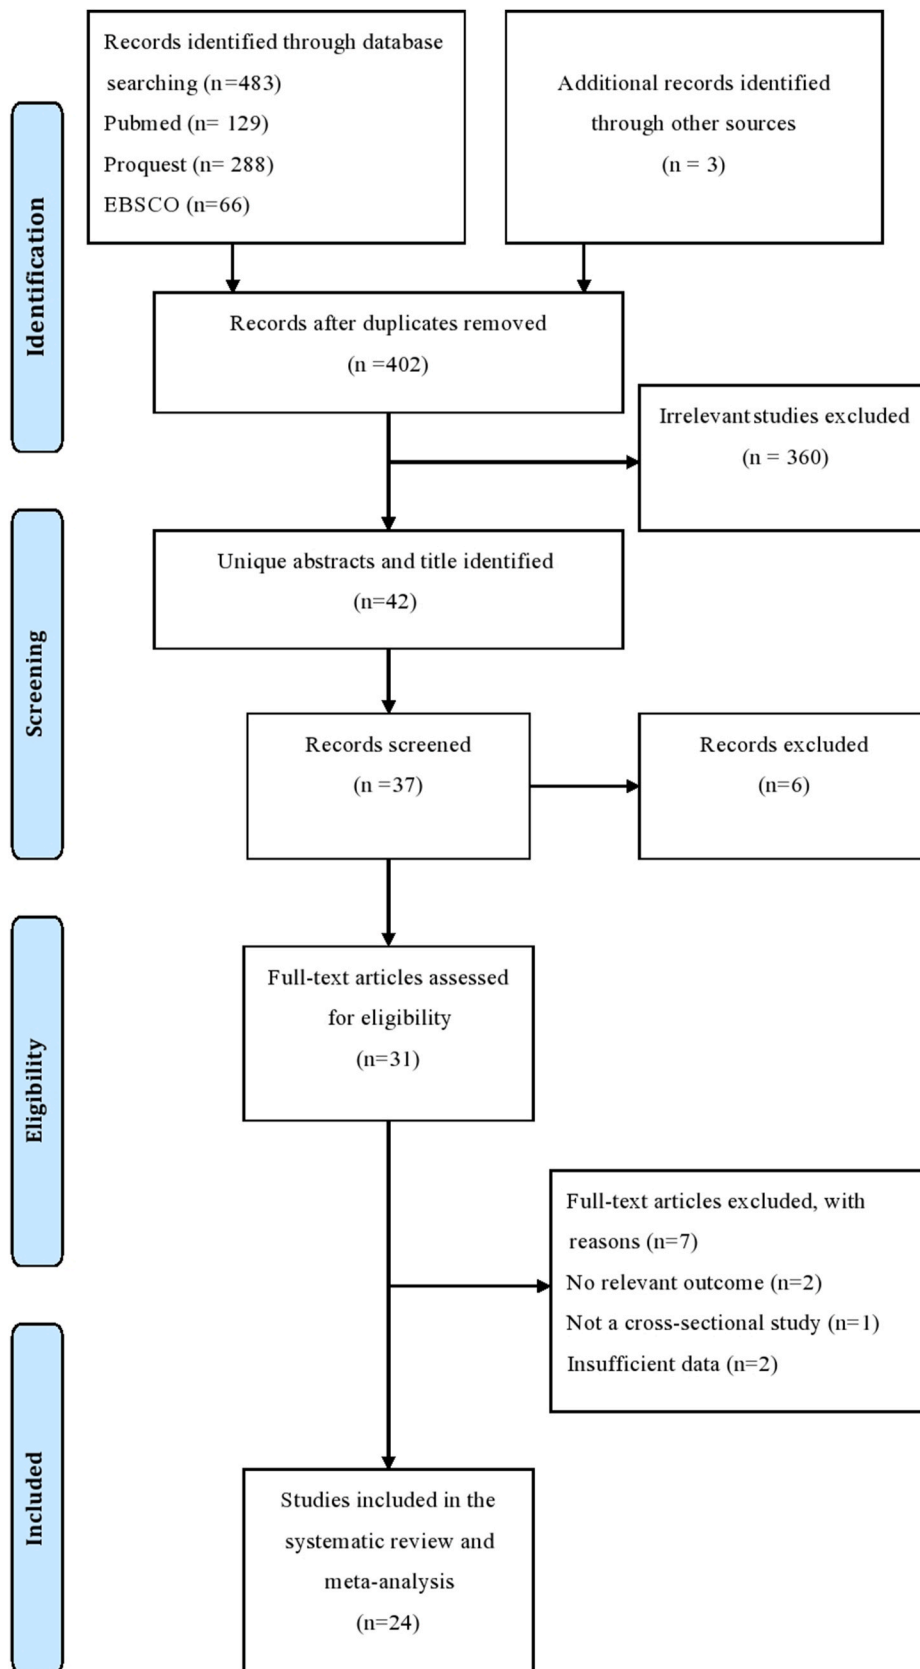 Records identified through database
searching (n=483)
Pubmed (n= 129)
Proquest (n= 288)
EBSCO (n=66)
Additional records identified
through other sources
(n = 3)
Identification
Records after duplicates removed
(n =402)
Irrelevant studies excluded
(n = 360)
Screening
Unique abstracts and title identified
(n=42)
Records screened
(n =37)
Records excluded
(n=6)
Eligibility
Full-text articles assessed
for eligibility
(n=31)
Full-text articles excluded, with
reasons (n=7)
No relevant outcome (n=2)
Not a cross-sectional study (n=1)
Insufficient data (n=2)
Included
Studies included in the
systematic review and
meta-analysis
(n=24)